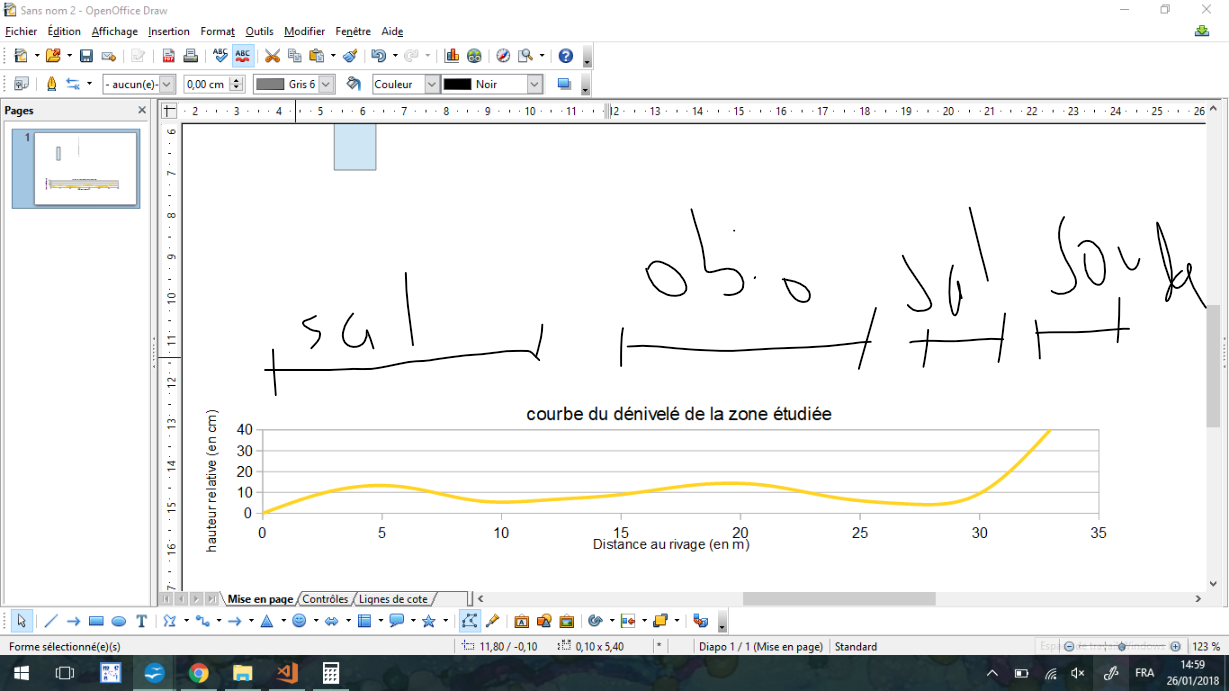 Sans nom 2 - OpenOffice Draw
Fichier Édition Affichage Insertion Format Outils Modifier Fenêtre Aide
- aucun(e)- 0,00 cm Gris 6 Couleur Noir
Pages
1
2 3 4 5 6 7 8 9 10 11 12 13 14 15 16 17 18 19 20 21 22 23 24 25 26
6
7
8
9
10
11
12
13
14
15
16
17
sal obio sal
courbe du dénivelé de la zone étudiée
hauteur relative (en cm)
40
30
20
10
0
0 5 10 15 20 25 30 35
Distance au rivage (en m)
Mise en page Contrôles Lignes de cote
Forme sélectionné(e)(s) 11,80 / -0,10 0,10 x 5,40 * Diapo 1 / 1 (Mise en page) Standard 123 %
FRA
14:59
26/01/2018